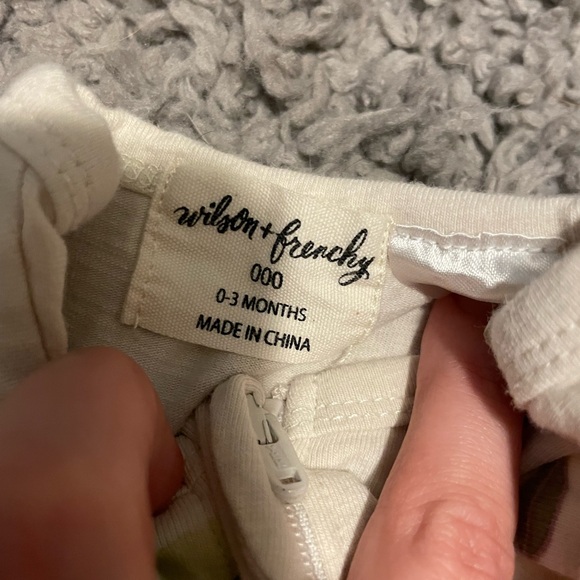 wilson + frenchy
000
0-3 MONTHS
MADE IN CHINA